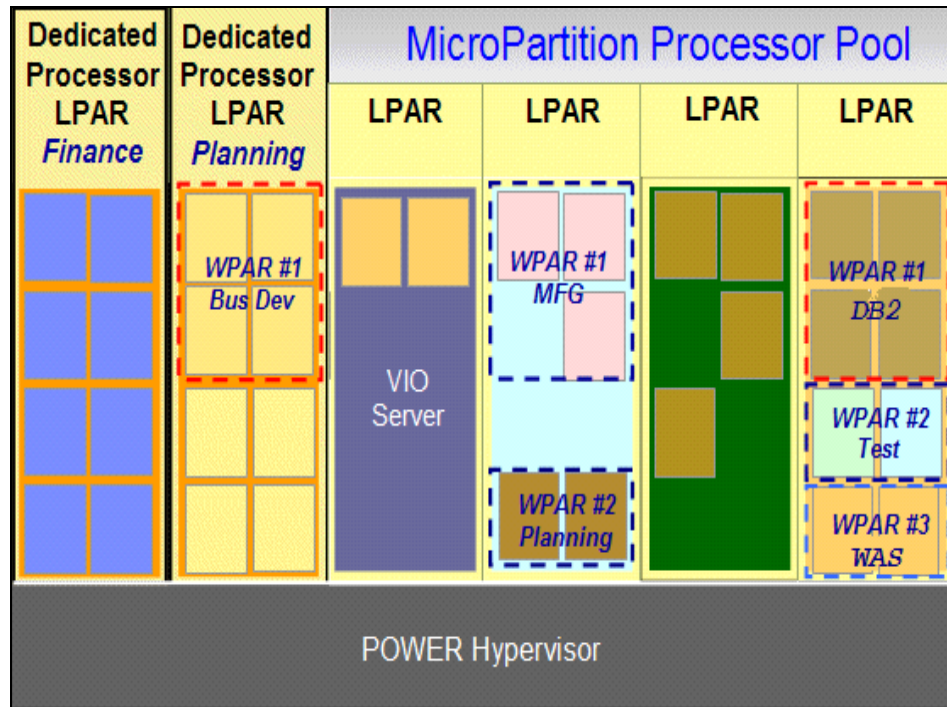 Dedicated
Processor
LPAR
Finance
Dedicated
Processor
LPAR
Planning
MicroPartition Processor Pool
LPAR
LPAR
LPAR
LPAR
WPAR #1
Bus Dev
VIO
Server
WPAR #1
MFG
WPAR #2
Planning
WPAR #1
DB2
WPAR #2
Test
WPAR #3
WAS
POWER Hypervisor